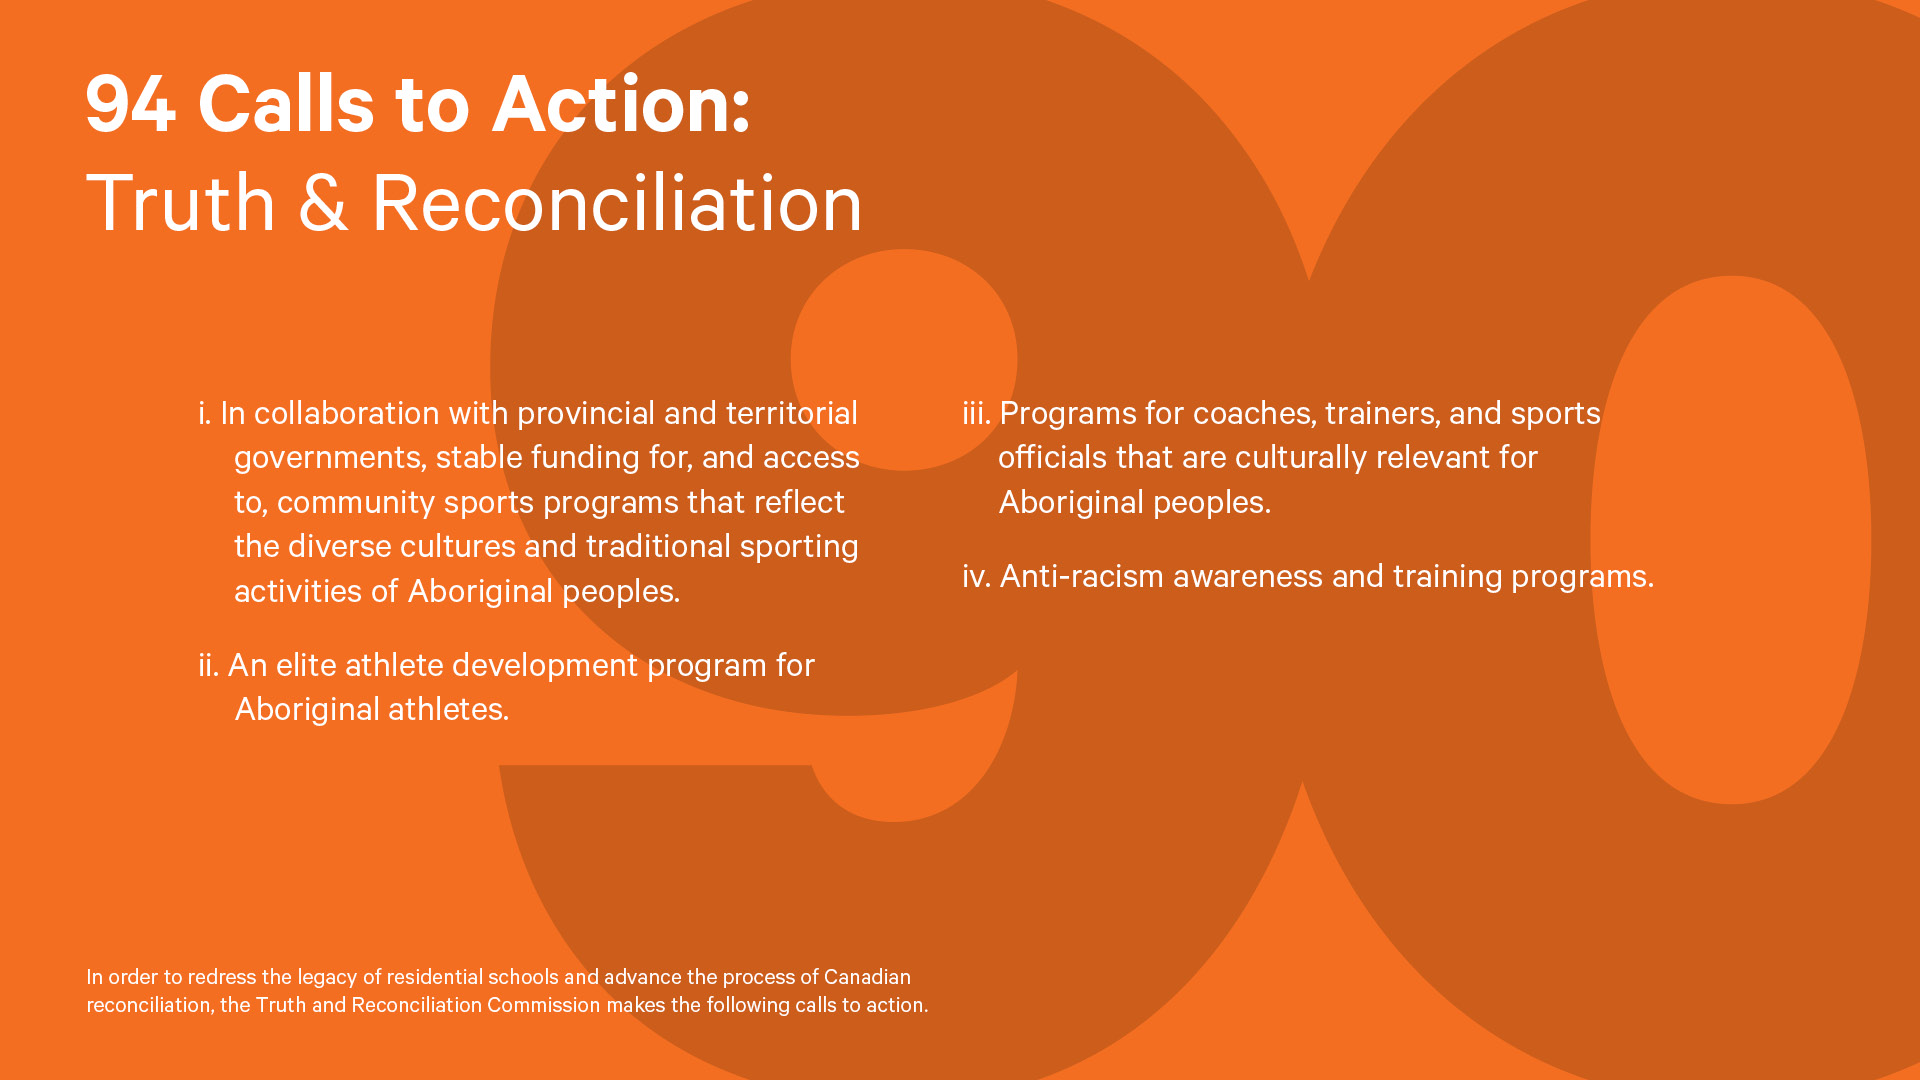 94 Calls to Action:
Truth & Reconciliation
90
i. In collaboration with provincial and territorial
governments, stable funding for, and access
to, community sports programs that reflect
the diverse cultures and traditional sporting
activities of Aboriginal peoples.
ii. An elite athlete development program for
Aboriginal athletes.
iii. Programs for coaches, trainers, and sports
officials that are culturally relevant for
Aboriginal peoples.
iv. Anti-racism awareness and training programs.
In order to redress the legacy of residential schools and advance the process of Canadian
reconciliation, the Truth and Reconciliation Commission makes the following calls to action.